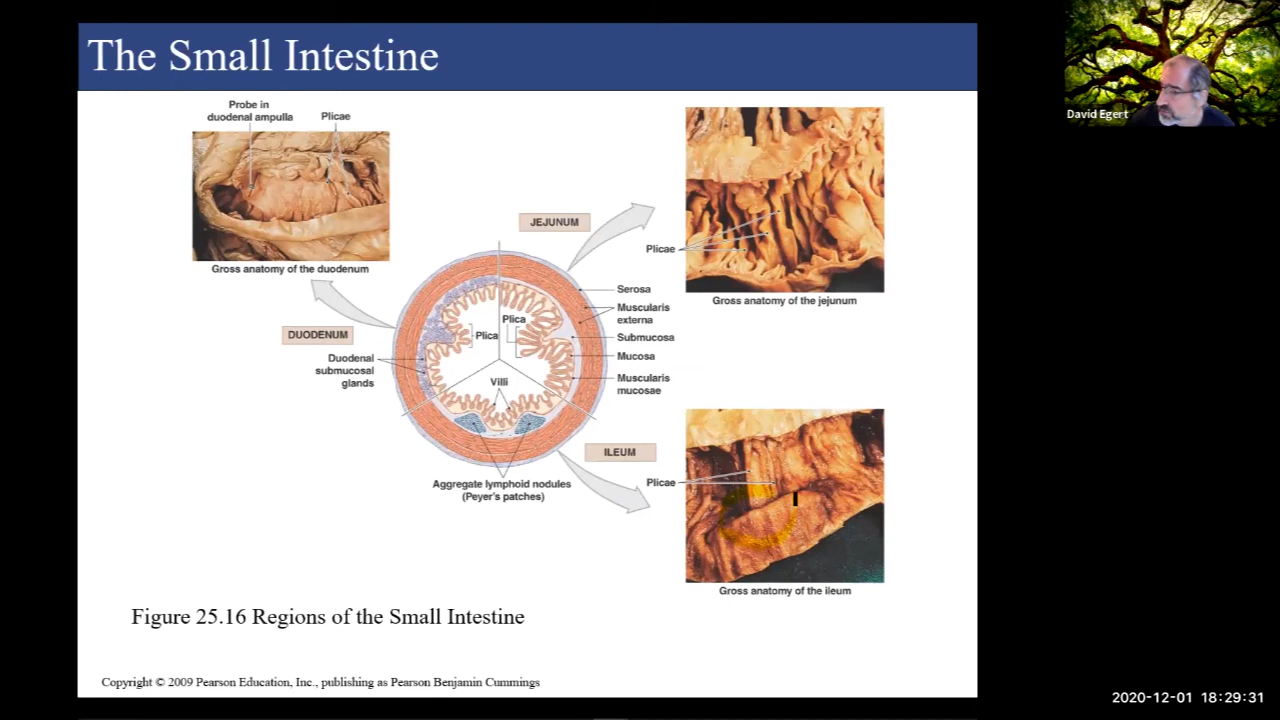 The Small Intestine
David Egert
Probe in
duodenal ampulla
Plicae
Gross anatomy of the duodenum
JEJUNUM
Plicae
Gross anatomy of the jejunum
Serosa
Muscularis
externa
Submucosa
Mucosa
Muscularis
mucosae
Plica
Plica
DUODENUM
Duodenal
submucosal
glands
Villi
ILEUM
Aggregate lymphoid nodules
(Peyer's patches)
Plicae
Gross anatomy of the ileum
Figure 25.16 Regions of the Small Intestine
Copyright © 2009 Pearson Education, Inc., publishing as Pearson Benjamin Cummings
2020-12-01 18:29:31